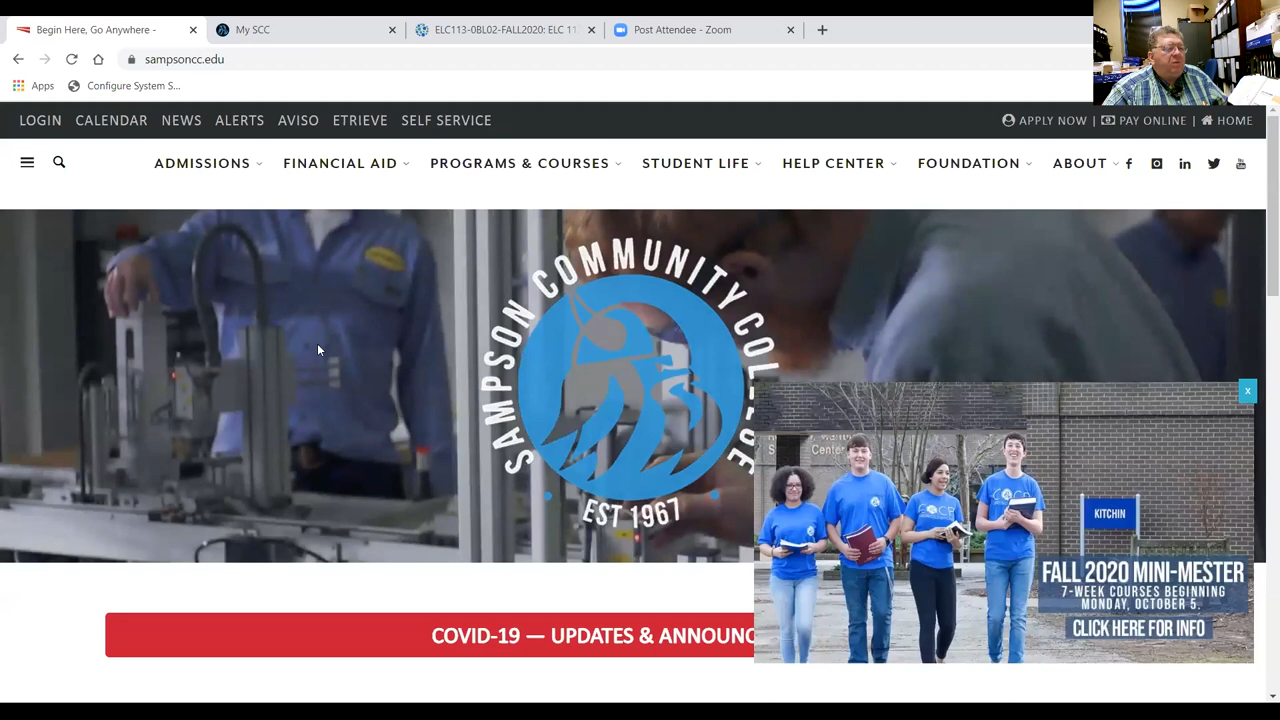 Begin Here, Go Anywhere -
My SCC
ELC113-0BL02-FALL2020: ELC 11
Post Attendee - Zoom
sampsoncc.edu
Apps
Configure System S...
LOGIN CALENDAR NEWS ALERTS AVISO ETRIEVE SELF SERVICE
APPLY NOW | PAY ONLINE | HOME
ADMISSIONS FINANCIAL AID PROGRAMS & COURSES STUDENT LIFE HELP CENTER FOUNDATION ABOUT
SAMPSON COMMUNITY COLLEGE
EST 1967
X
Center
KITCHIN
FALL 2020 MINI-MESTER
7-WEEK COURSES BEGINNING
MONDAY, OCTOBER 5.
CLICK HERE FOR INFO
COVID-19 — UPDATES & ANNOUNC